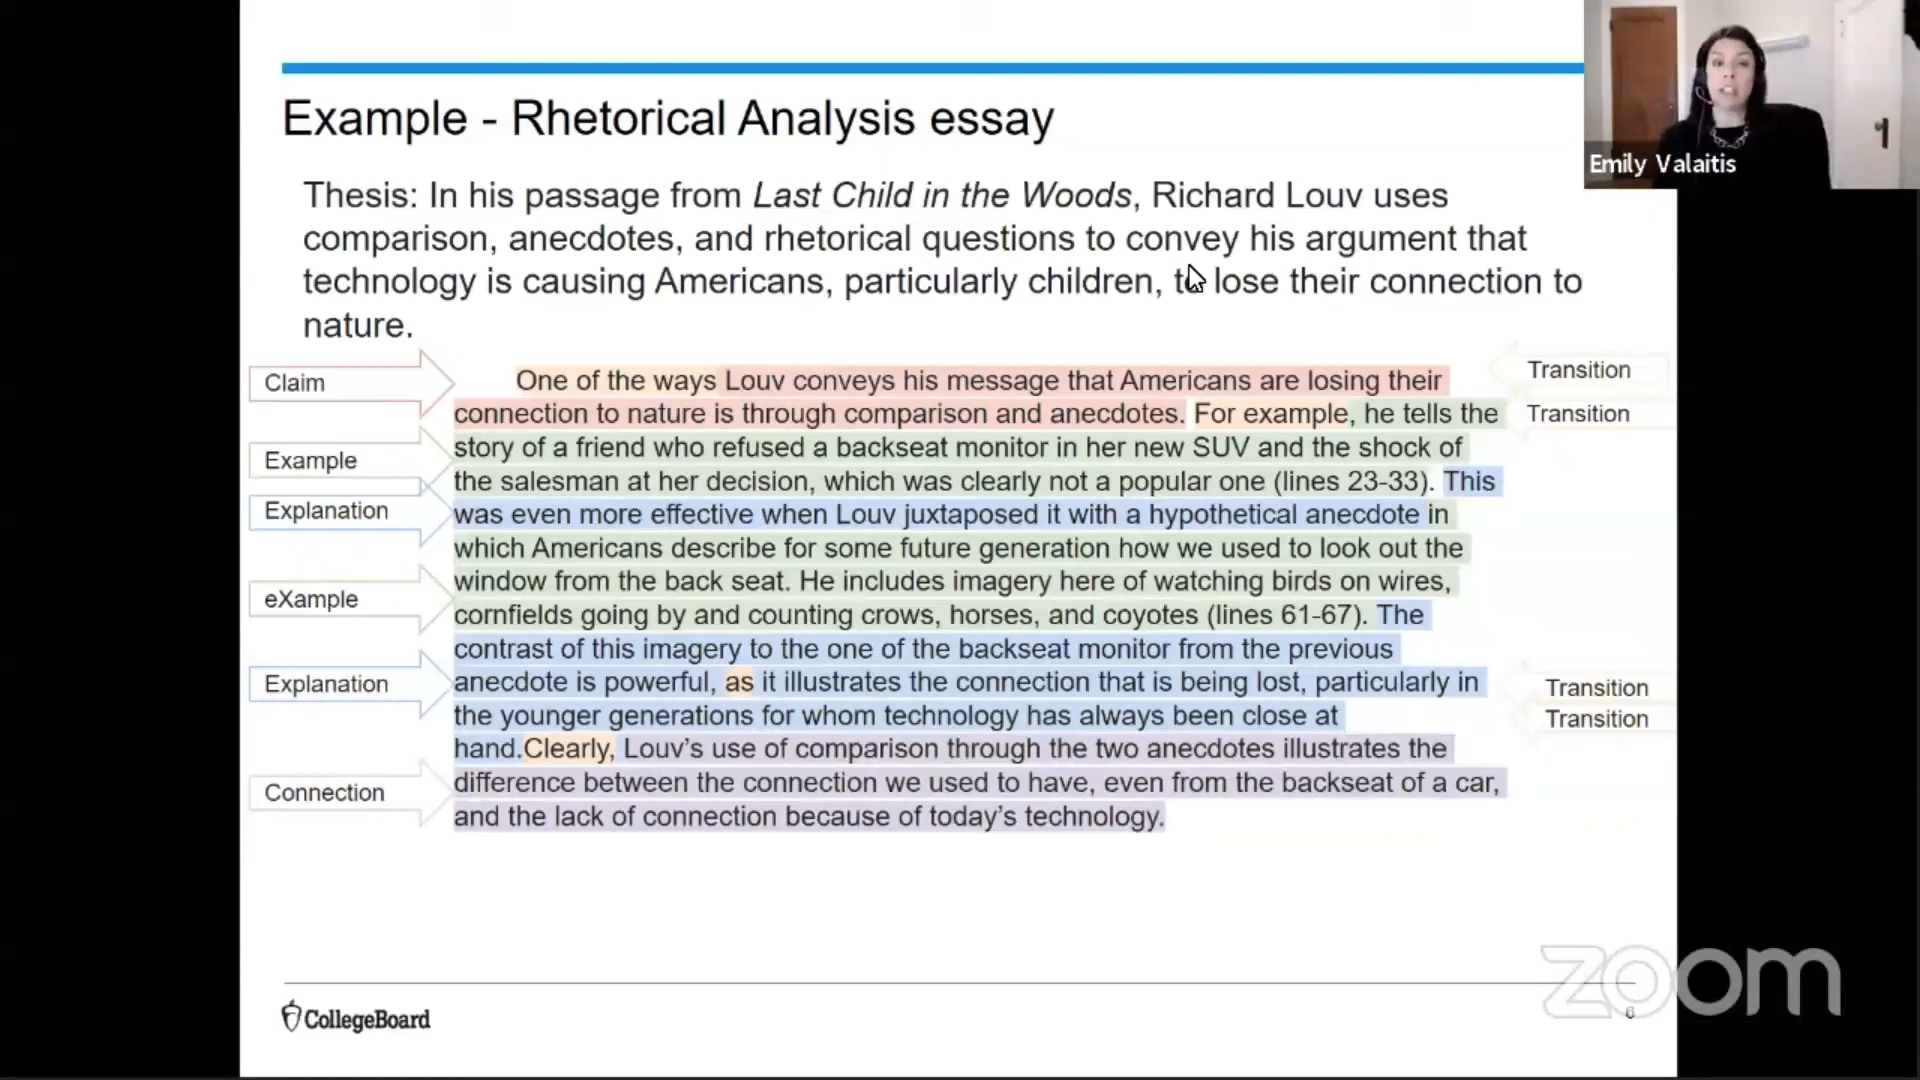 Emily Valaitis
Example - Rhetorical Analysis essay
Thesis: In his passage from Last Child in the Woods, Richard Louv uses
comparison, anecdotes, and rhetorical questions to convey his argument that
technology is causing Americans, particularly children, to lose their connection to
nature.
Claim
Example
Explanation
eXample
Explanation
Connection
One of the ways Louv conveys his message that Americans are losing their
connection to nature is through comparison and anecdotes. For example, he tells the
story of a friend who refused a backseat monitor in her new SUV and the shock of
the salesman at her decision, which was clearly not a popular one (lines 23-33). This
was even more effective when Louv juxtaposed it with a hypothetical anecdote in
which Americans describe for some future generation how we used to look out the
window from the back seat. He includes imagery here of watching birds on wires,
cornfields going by and counting crows, horses, and coyotes (lines 61-67). The
contrast of this imagery to the one of the backseat monitor from the previous
anecdote is powerful, as it illustrates the connection that is being lost, particularly in
the younger generations for whom technology has always been close at
hand.Clearly, Louv's use of comparison through the two anecdotes illustrates the
difference between the connection we used to have, even from the backseat of a car,
and the lack of connection because of today's technology.
Transition
Transition
Transition
Transition
CollegeBoard
6
zoom